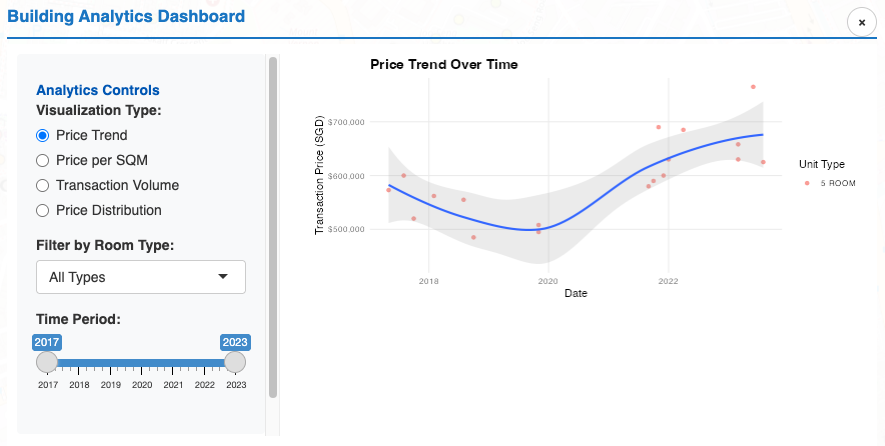 Building Analytics Dashboard
×
Analytics Controls
Visualization Type:
Price Trend
Price per SQM
Transaction Volume
Price Distribution
Filter by Room Type:
All Types
Time Period:
2017 2023
2017 2018 2019 2020 2021 2022 2023
Price Trend Over Time
Transaction Price (SGD)
$700,000
$600,000
$500,000
2018 2020 2022
Date
Unit Type
5 ROOM